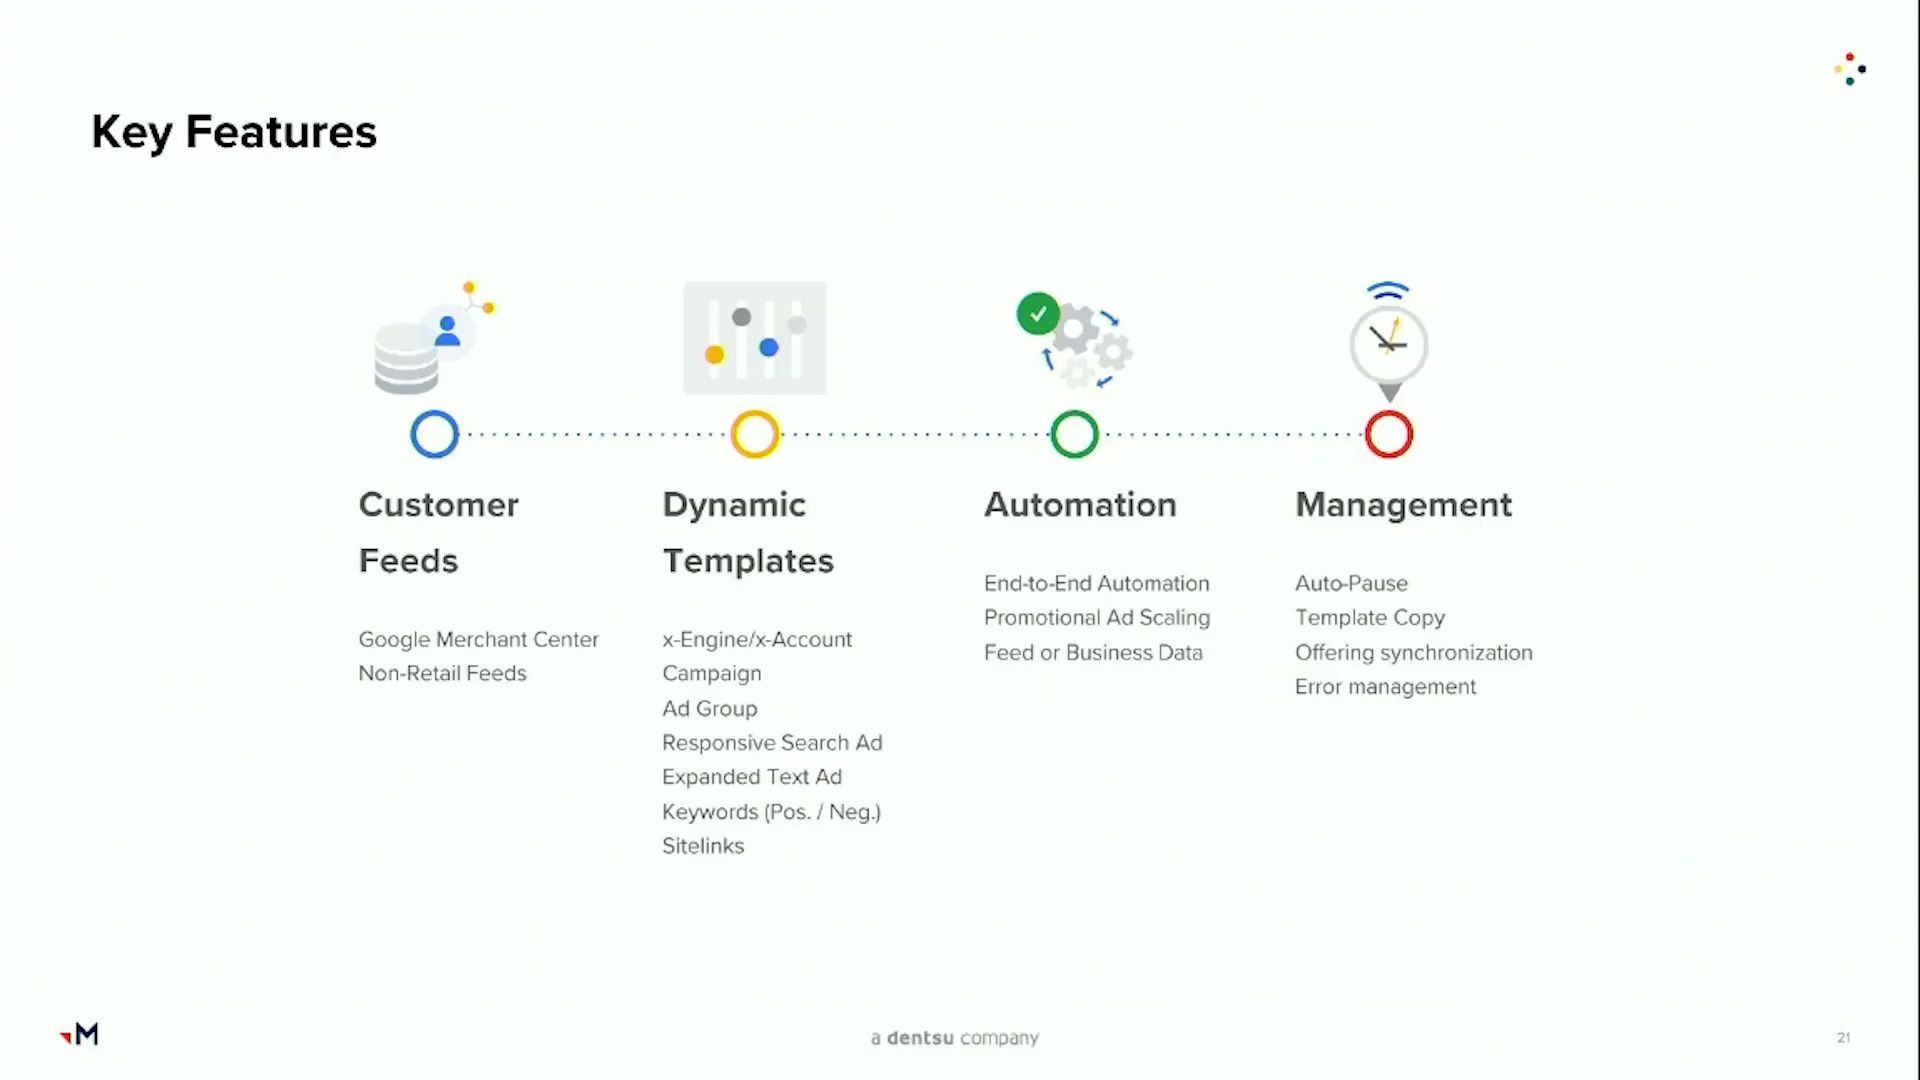 Key Features
Customer
Feeds
Google Merchant Center
Non-Retail Feeds
Dynamic
Templates
x-Engine/x-Account
Campaign
Ad Group
Responsive Search Ad
Expanded Text Ad
Keywords (Pos. / Neg.)
Sitelinks
Automation
End-to-End Automation
Promotional Ad Scaling
Feed or Business Data
Management
Auto-Pause
Template Copy
Offering synchronization
Error management
M
a dentsu company
21